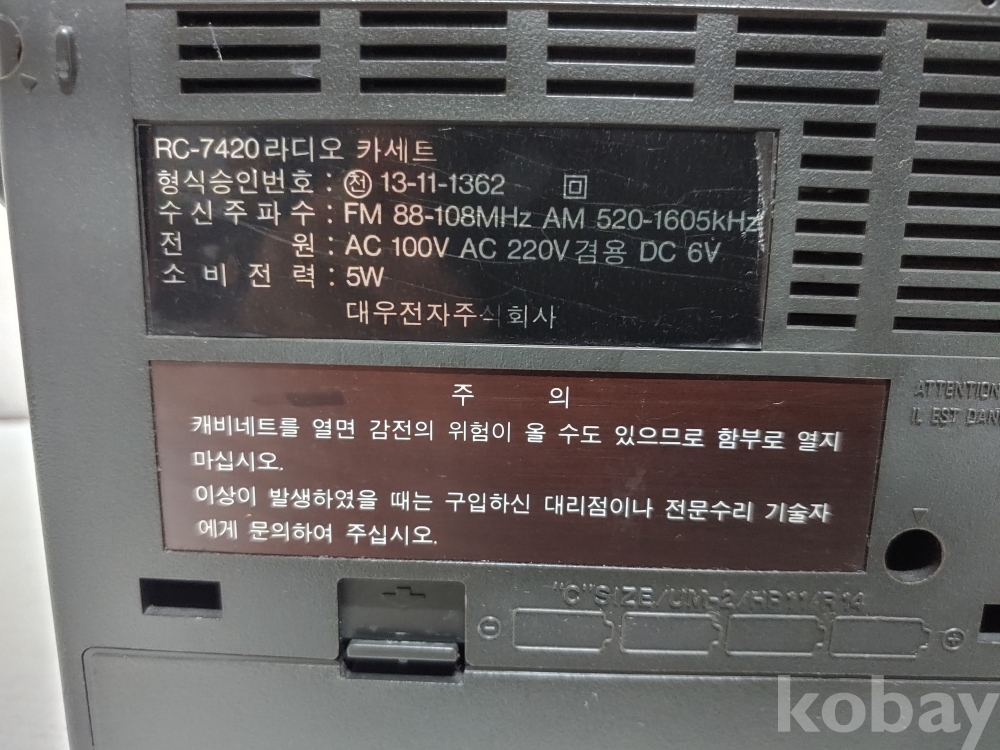 RC-7420 라디오 카세트
형식승인번호 : ㉾ 13-11-1362
수신주파수 : FM 88-108MHz AM 520-1605kHz
전 원 : AC 100V AC 220V 겸용 DC 6V
소비전력 : 5W
대우전자주식회사
주 의
캐비네트를 열면 감전의 위험이 올 수도 있으므로 함부로 열지
마십시오.
이상이 발생하였을 때는 구입하신 대리점이나 전문수리 기술자
에게 문의하여 주십시오.
ATTENTION
IL EST DAN
"C"SIZE/UM-2/HP11/R14
kobay